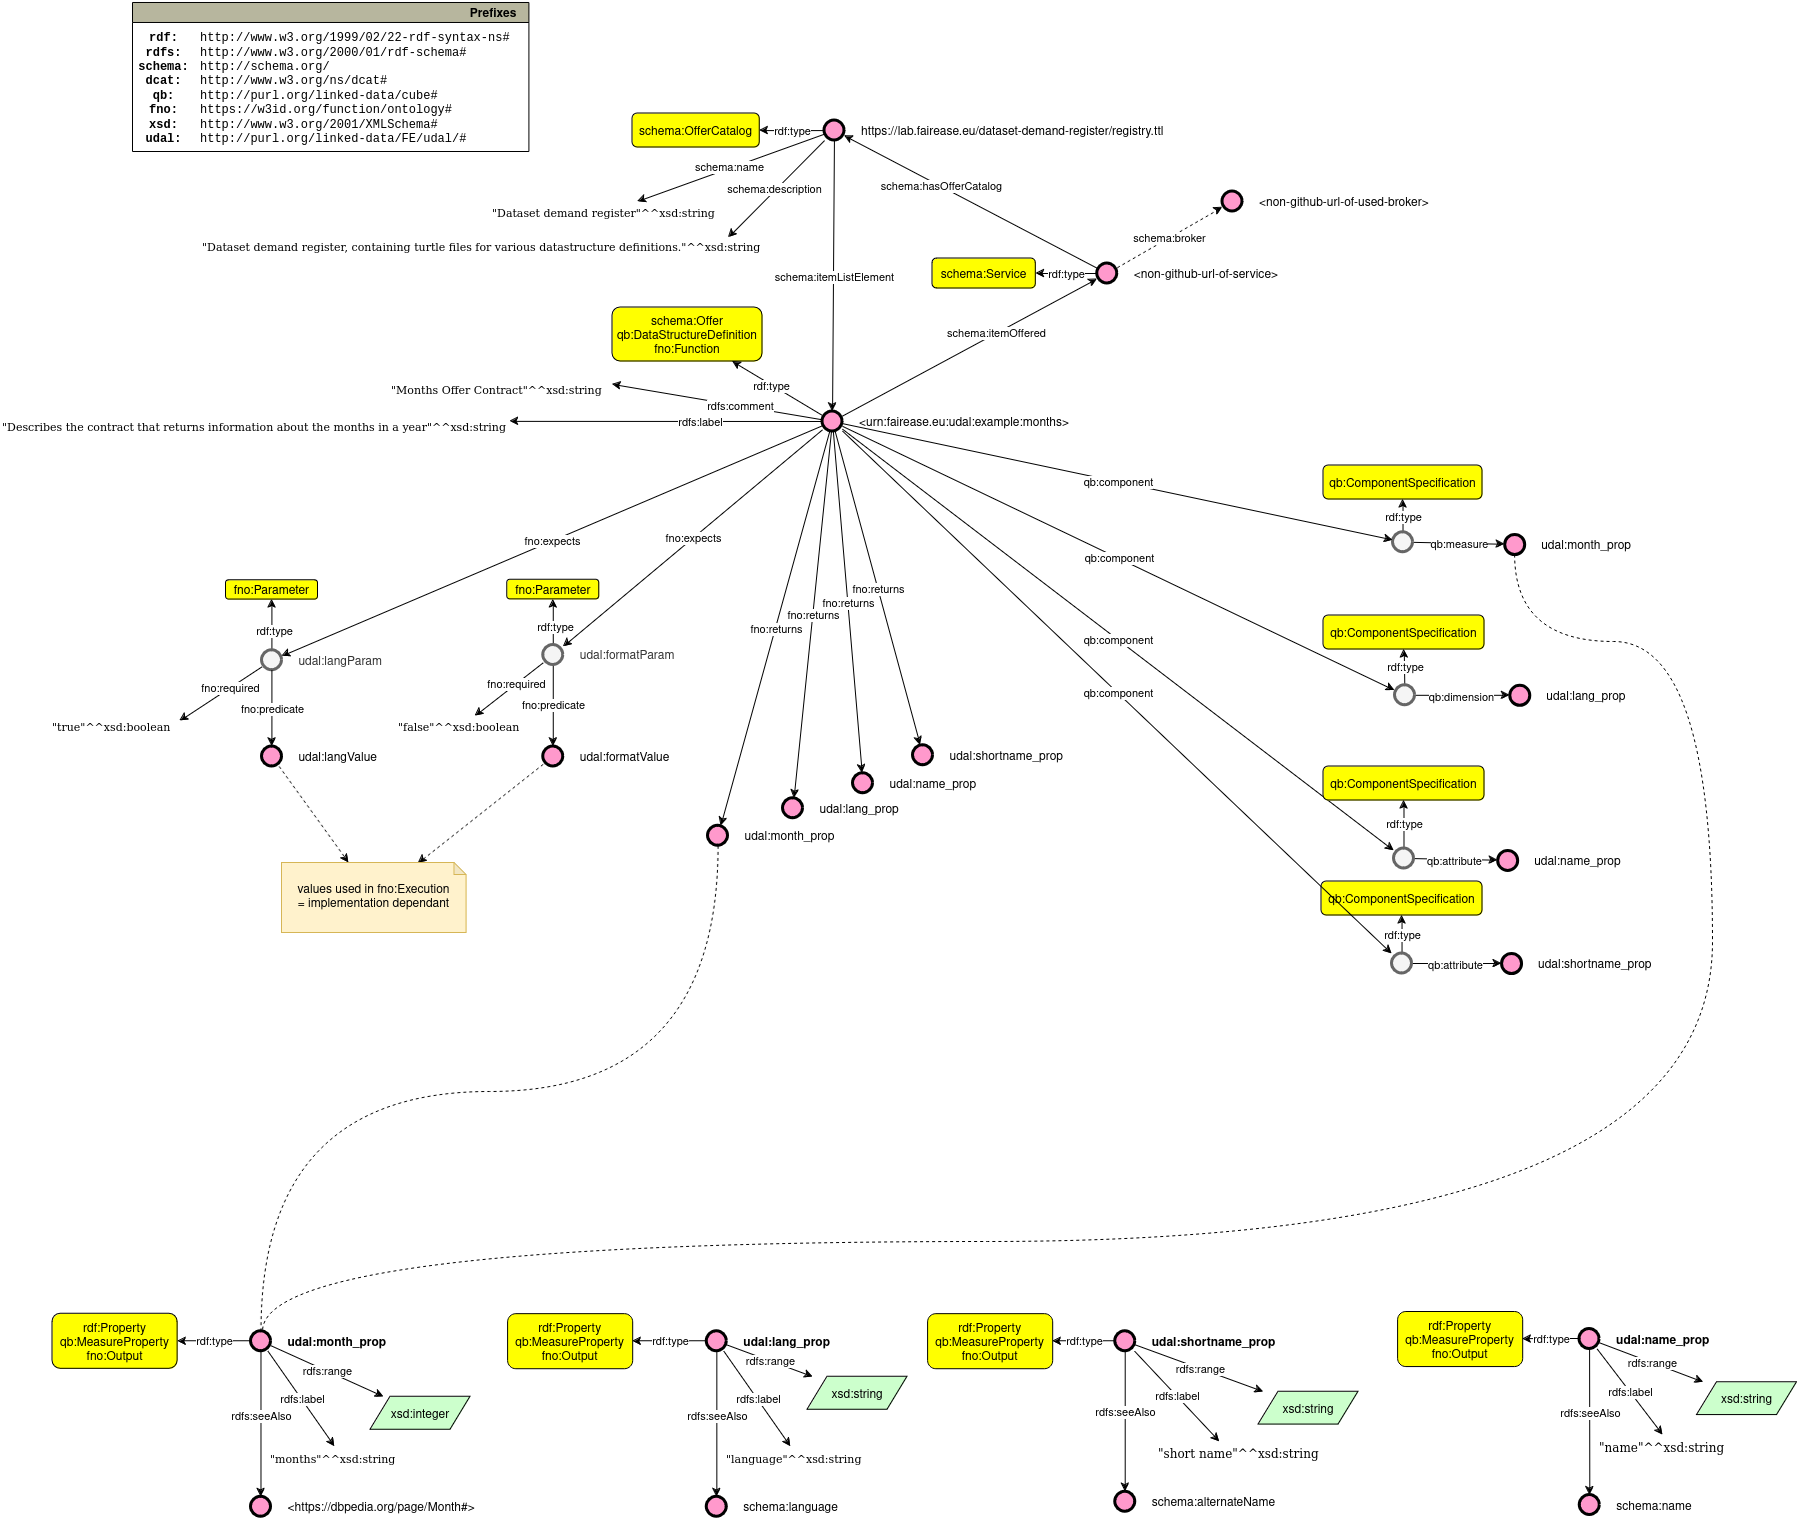 Prefixes
rdf: http://www.w3.org/1999/02/22-rdf-syntax-ns#
rdfs: http://www.w3.org/2000/01/rdf-schema#
schema: http://schema.org/
dcat: http://www.w3.org/ns/dcat#
qb: http://purl.org/linked-data/cube#
fno: https://w3id.org/function/ontology#
xsd: http://www.w3.org/2001/XMLSchema#
udal: http://purl.org/linked-data/FE/udal/#
schema:OfferCatalog
rdf:type
https://lab.fairease.eu/dataset-demand-register/registry.ttl
schema:name
schema:description
schema:hasOfferCatalog
"Dataset demand register"^^xsd:string
<non-github-url-of-used-broker>
schema:broker
"Dataset demand register, containing turtle files for various datastructure definitions."^^xsd:string
schema:itemListElement
schema:Service
rdf:type
<non-github-url-of-service>
schema:Offer
qb:DataStructureDefinition
fno:Function
schema:itemOffered
rdf:type
"Months Offer Contract"^^xsd:string
rdfs:comment
"Describes the contract that returns information about the months in a year"^^xsd:string
rdfs:label
<urn:fairease.eu:udal:example:months>
qb:component
qb:ComponentSpecification
rdf:type
qb:measure
udal:month_prop
fno:expects
fno:expects
qb:component
fno:Parameter
fno:Parameter
fno:returns
fno:returns
fno:returns
fno:returns
rdf:type
rdf:type
qb:component
qb:ComponentSpecification
udal:langParam
udal:formatParam
rdf:type
fno:required
fno:required
qb:component
qb:dimension
udal:lang_prop
fno:predicate
fno:predicate
"true"^^xsd:boolean
"false"^^xsd:boolean
udal:langValue
udal:formatValue
udal:shortname_prop
udal:name_prop
udal:lang_prop
udal:month_prop
qb:ComponentSpecification
rdf:type
qb:attribute
udal:name_prop
values used in fno:Execution
= implementation dependant
qb:ComponentSpecification
rdf:type
qb:attribute
udal:shortname_prop
rdf:Property
qb:MeasureProperty
fno:Output
rdf:type
udal:month_prop
rdfs:range
rdfs:label
xsd:integer
rdfs:seeAlso
"months"^^xsd:string
<https://dbpedia.org/page/Month#>
rdf:Property
qb:MeasureProperty
fno:Output
rdf:type
udal:lang_prop
rdfs:range
rdfs:label
xsd:string
rdfs:seeAlso
"language"^^xsd:string
schema:language
rdf:Property
qb:MeasureProperty
fno:Output
rdf:type
udal:shortname_prop
rdfs:range
rdfs:label
xsd:string
rdfs:seeAlso
"short name"^^xsd:string
schema:alternateName
rdf:Property
qb:MeasureProperty
fno:Output
rdf:type
udal:name_prop
rdfs:range
rdfs:label
xsd:string
rdfs:seeAlso
"name"^^xsd:string
schema:name